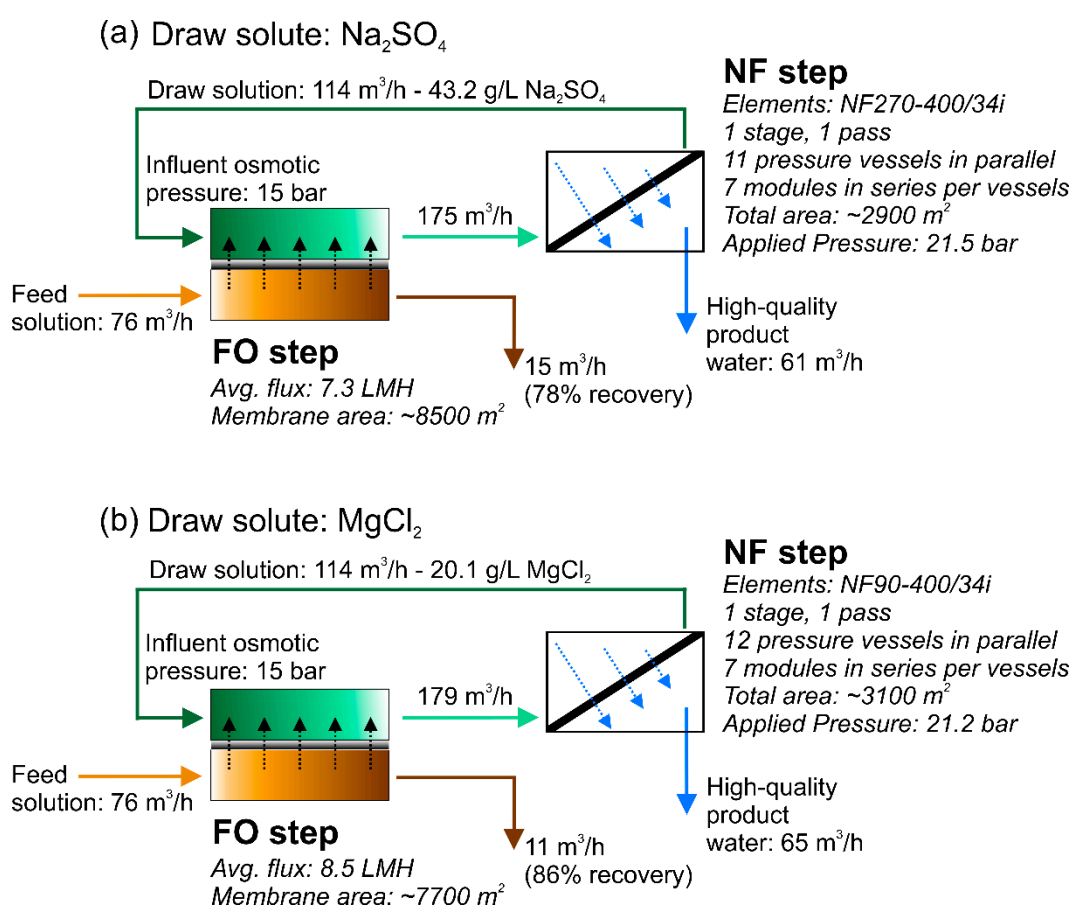 (a) Draw solute: Na₂SO₄
Draw solution: 114 m³/h - 43.2 g/L Na₂SO₄
NF step
Elements: NF270-400/34i
1 stage, 1 pass
11 pressure vessels in parallel
7 modules in series per vessels
Total area: ~2900 m²
Applied Pressure: 21.5 bar
Influent osmotic
pressure: 15 bar
175 m³/h
Feed
solution: 76 m³/h
FO step
Avg. flux: 7.3 LMH
Membrane area: ~8500 m²
15 m³/h
(78% recovery)
High-quality
product
water: 61 m³/h
(b) Draw solute: MgCl₂
Draw solution: 114 m³/h - 20.1 g/L MgCl₂
NF step
Elements: NF90-400/34i
1 stage, 1 pass
12 pressure vessels in parallel
7 modules in series per vessels
Total area: ~3100 m²
Applied Pressure: 21.2 bar
Influent osmotic
pressure: 15 bar
179 m³/h
Feed
solution: 76 m³/h
FO step
Avg. flux: 8.5 LMH
Membrane area: ~7700 m²
11 m³/h
(86% recovery)
High-quality
product
water: 65 m³/h